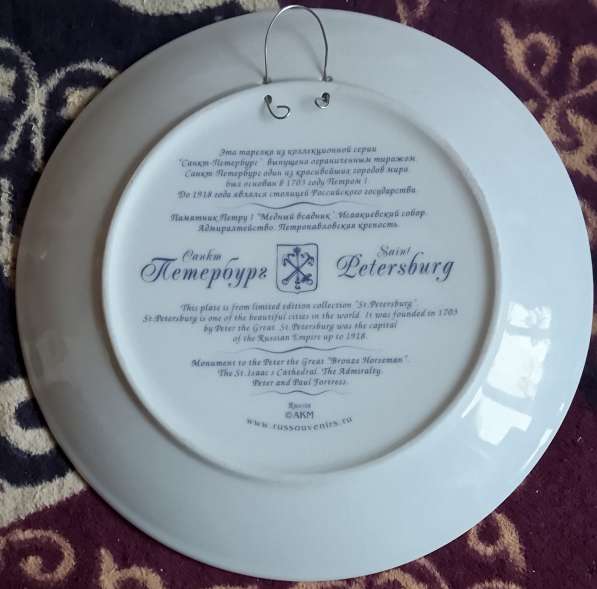 Эта тарелка из коллекционной серии
"Санкт-Петербург" выпущена ограниченным тиражом.
Санкт Петербург один из красивейших городов мира
был основан в 1703 году Петром I.
До 1918 года являлся столицей Российского государства.
Памятник Петру I "Медный всадник". Исаакиевский собор.
Адмиралтейство. Петропавловская крепость.
Санкт
Петербург
Saint
Petersburg
This plate is from limited edition collection "St.Petersburg".
St.Petersburg is one of the beautiful cities in the world. It was founded in 1703
by Peter the Great. St.Petersburg was the capital
of the Russian Empire up to 1918.
Monument to the Peter the Great "Bronze Horseman".
The St.Isaac s Cathedral. The Admiralty.
Peter and Paul Fortress.
Russia
©AKM
www.russouvenirs.ru